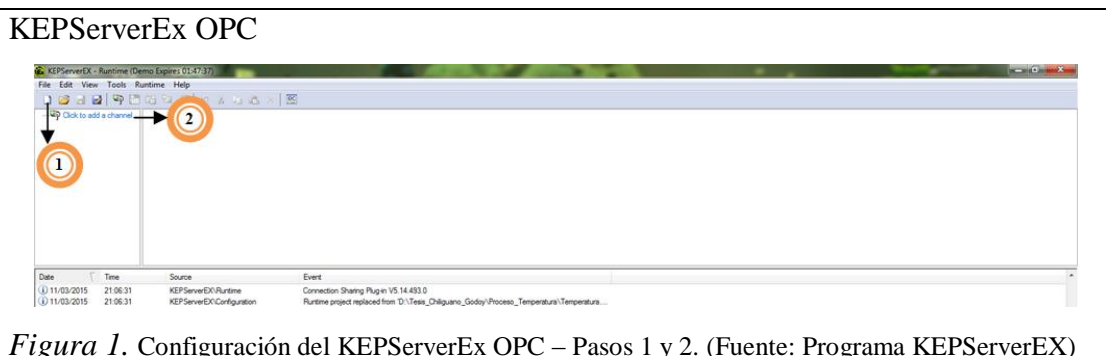 KEPServerEx OPC
KEPServerEX - Runtime (Demo Expires 01:47:37)
File Edit View Tools Runtime Help
Click to add a channel
2
1
Date Time Source Event
11/03/2015 21:06:31 KEPServerEX\Runtime Connection Sharing Plug-in V5.14.493.0
11/03/2015 21:06:31 KEPServerEX\Configuration Runtime project replaced from 'D:\Tesis_Chiliguano_Godoy\Proceso_Temperatura\Temperatura....
Figura 1. Configuración del KEPServerEx OPC – Pasos 1 y 2. (Fuente: Programa KEPServerEX)